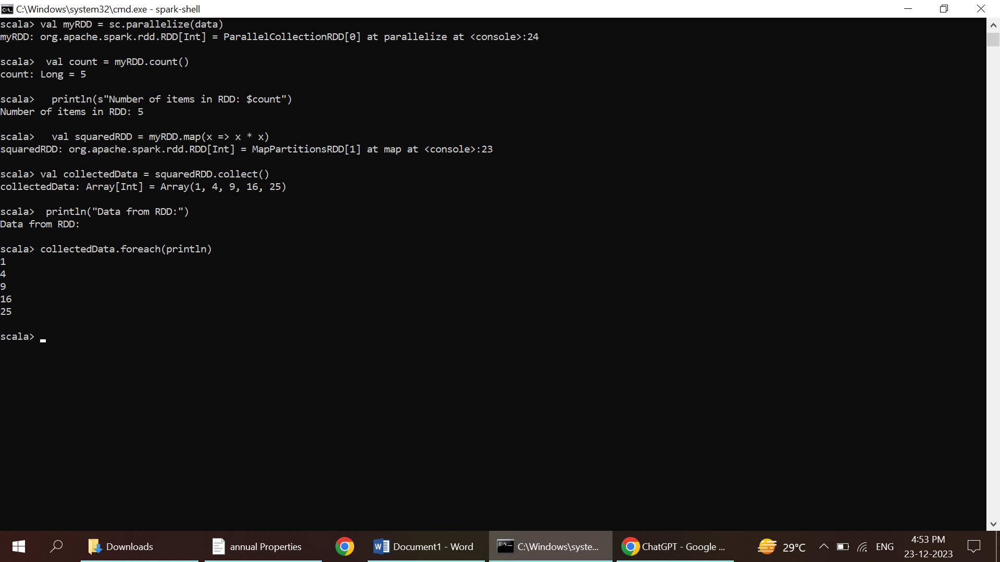 C:\Windows\system32\cmd.exe - spark-shell
scala> val myRDD = sc.parallelize(data)
myRDD: org.apache.spark.rdd.RDD[Int] = ParallelCollectionRDD[0] at parallelize at <console>:24
scala>  val count = myRDD.count()
count: Long = 5
scala>   println(s"Number of items in RDD: $count")
Number of items in RDD: 5
scala>   val squaredRDD = myRDD.map(x => x * x)
squaredRDD: org.apache.spark.rdd.RDD[Int] = MapPartitionsRDD[1] at map at <console>:23
scala> val collectedData = squaredRDD.collect()
collectedData: Array[Int] = Array(1, 4, 9, 16, 25)
scala>  println("Data from RDD:")
Data from RDD:
scala> collectedData.foreach(println)
1
4
9
16
25
scala>
Downloads
annual Properties
Document1 - Word
C:\Windows\syste...
ChatGPT - Google ...
29°C
ENG
4:53 PM
23-12-2023